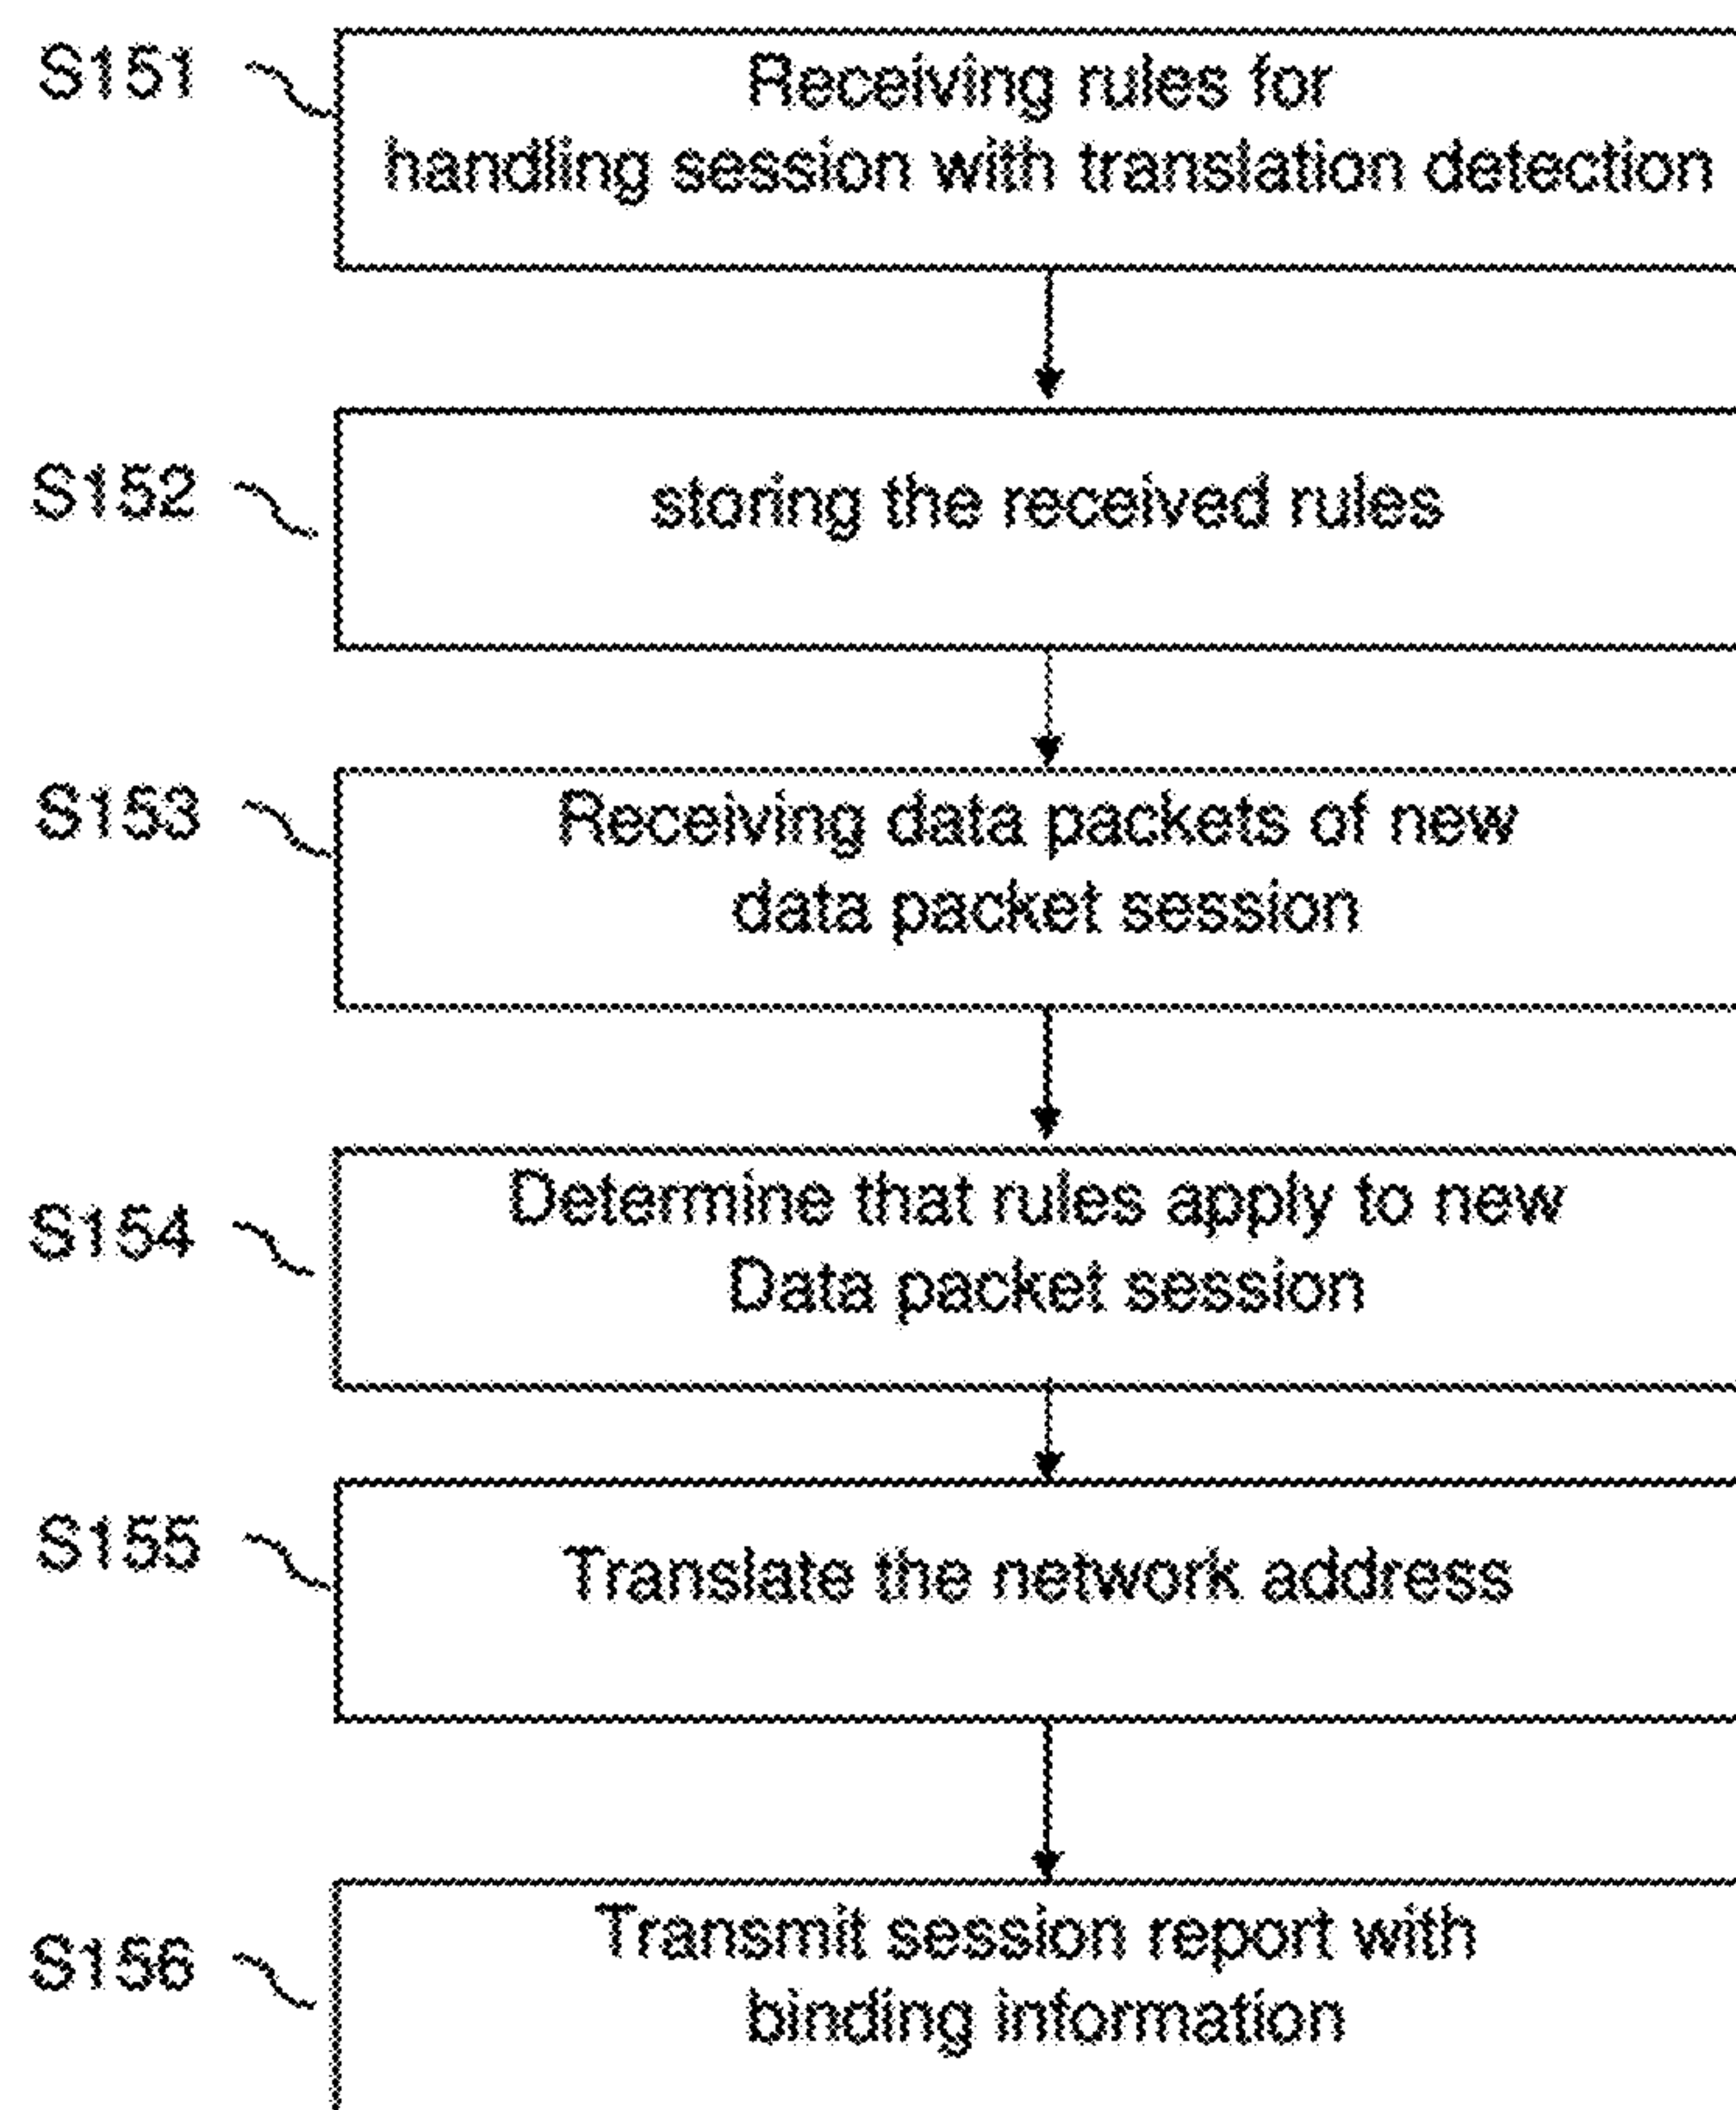 S151
Receiving rules for
handling session with translation detection
S152
storing the received rules
S153
Receiving data packets of new
data packet session
S154
Determine that rules apply to new
Data packet session
S155
Translate the network address
S156
Transmit session report with
binding information